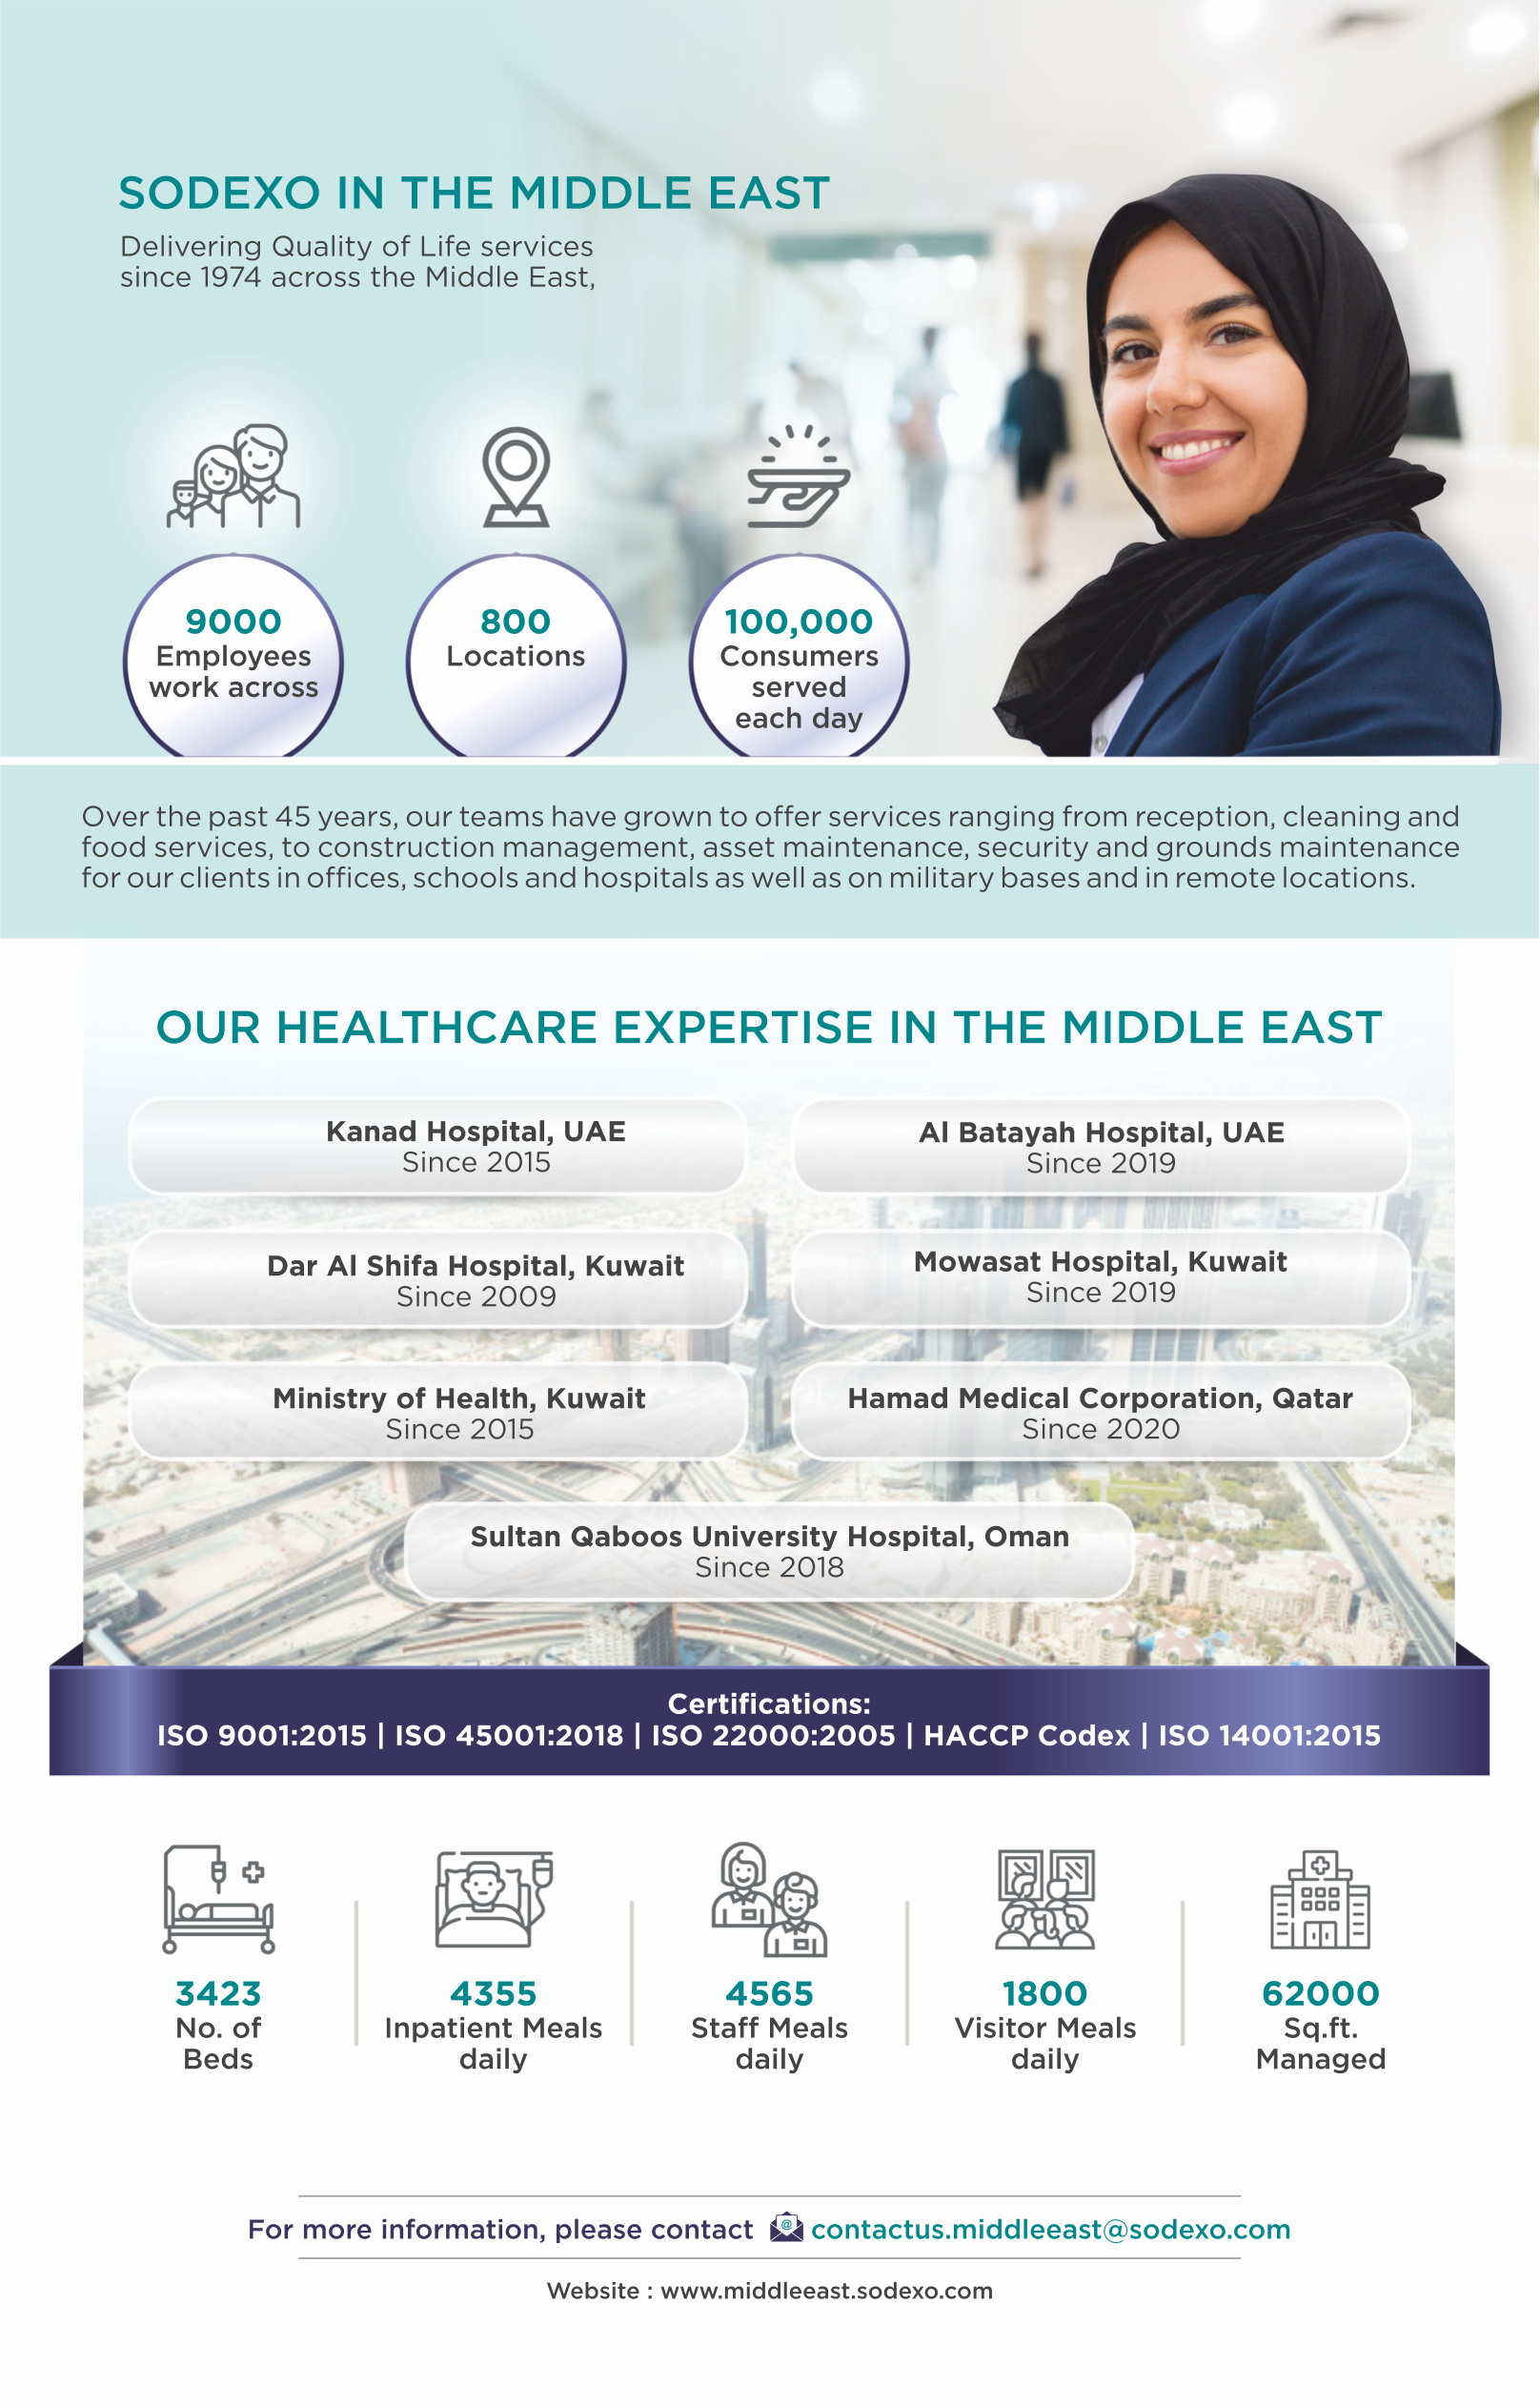 SODEXO IN THE MIDDLE EAST
Delivering Quality of Life services
since 1974 across the Middle East,
9000
Employees
work across
800
Locations
100,000
Consumers
served
each day
Over the past 45 years, our teams have grown to offer services ranging from reception, cleaning and
food services, to construction management, asset maintenance, security and grounds maintenance
for our clients in offices, schools and hospitals as well as on military bases and in remote locations.
OUR HEALTHCARE EXPERTISE IN THE MIDDLE EAST
Kanad Hospital, UAE
Since 2015
Al Batayah Hospital, UAE
Since 2019
Dar Al Shifa Hospital, Kuwait
Since 2009
Mowasat Hospital, Kuwait
Since 2019
Ministry of Health, Kuwait
Since 2015
Hamad Medical Corporation, Qatar
Since 2020
Sultan Qaboos University Hospital, Oman
Since 2018
Certifications:
ISO 9001:2015 | ISO 45001:2018 | ISO 22000:2005 | HACCP Codex | ISO 14001:2015
3423
No. of
Beds
4355
Inpatient Meals
daily
4565
Staff Meals
daily
1800
Visitor Meals
daily
62000
Sq.ft.
Managed
For more information, please contact @ contactus.middleeast@sodexo.com
Website : www.middleeast.sodexo.com